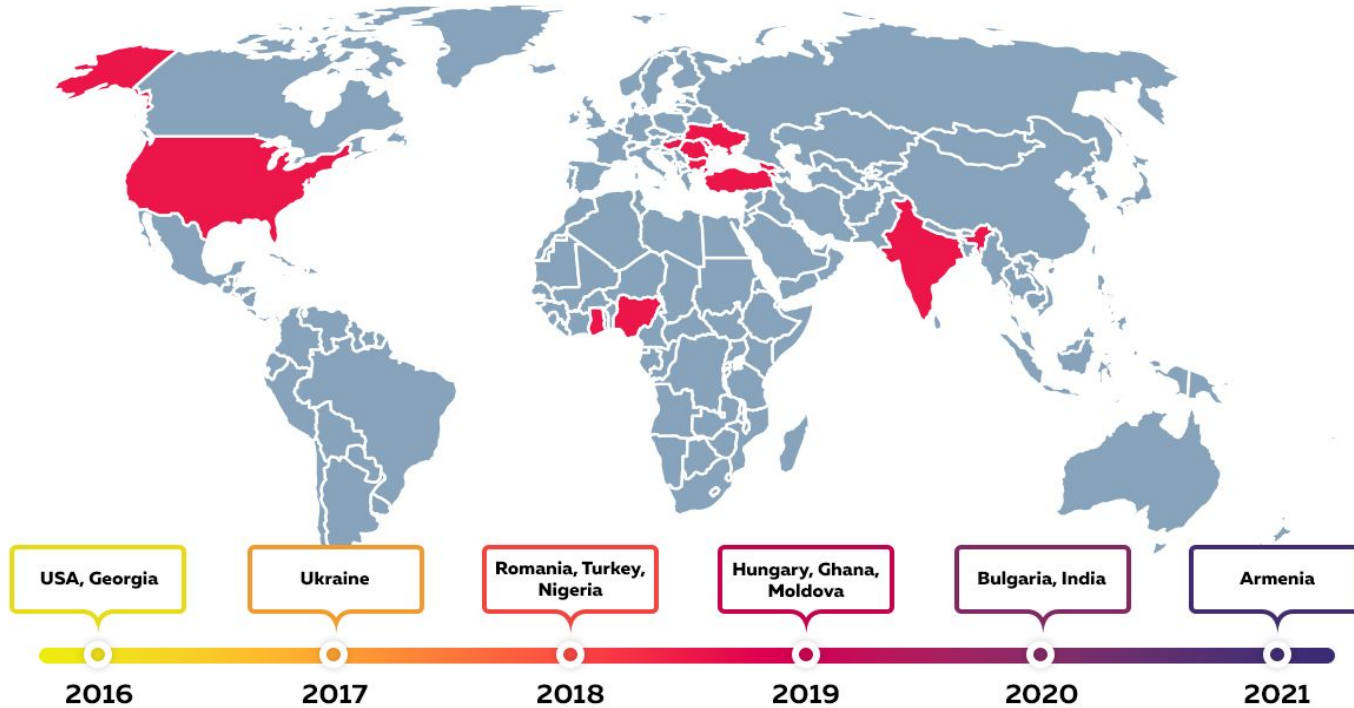 USA, Georgia
Ukraine
Romania, Turkey,
Nigeria
Hungary, Ghana,
Moldova
Bulgaria, India
Armenia
2016
2017
2018
2019
2020
2021